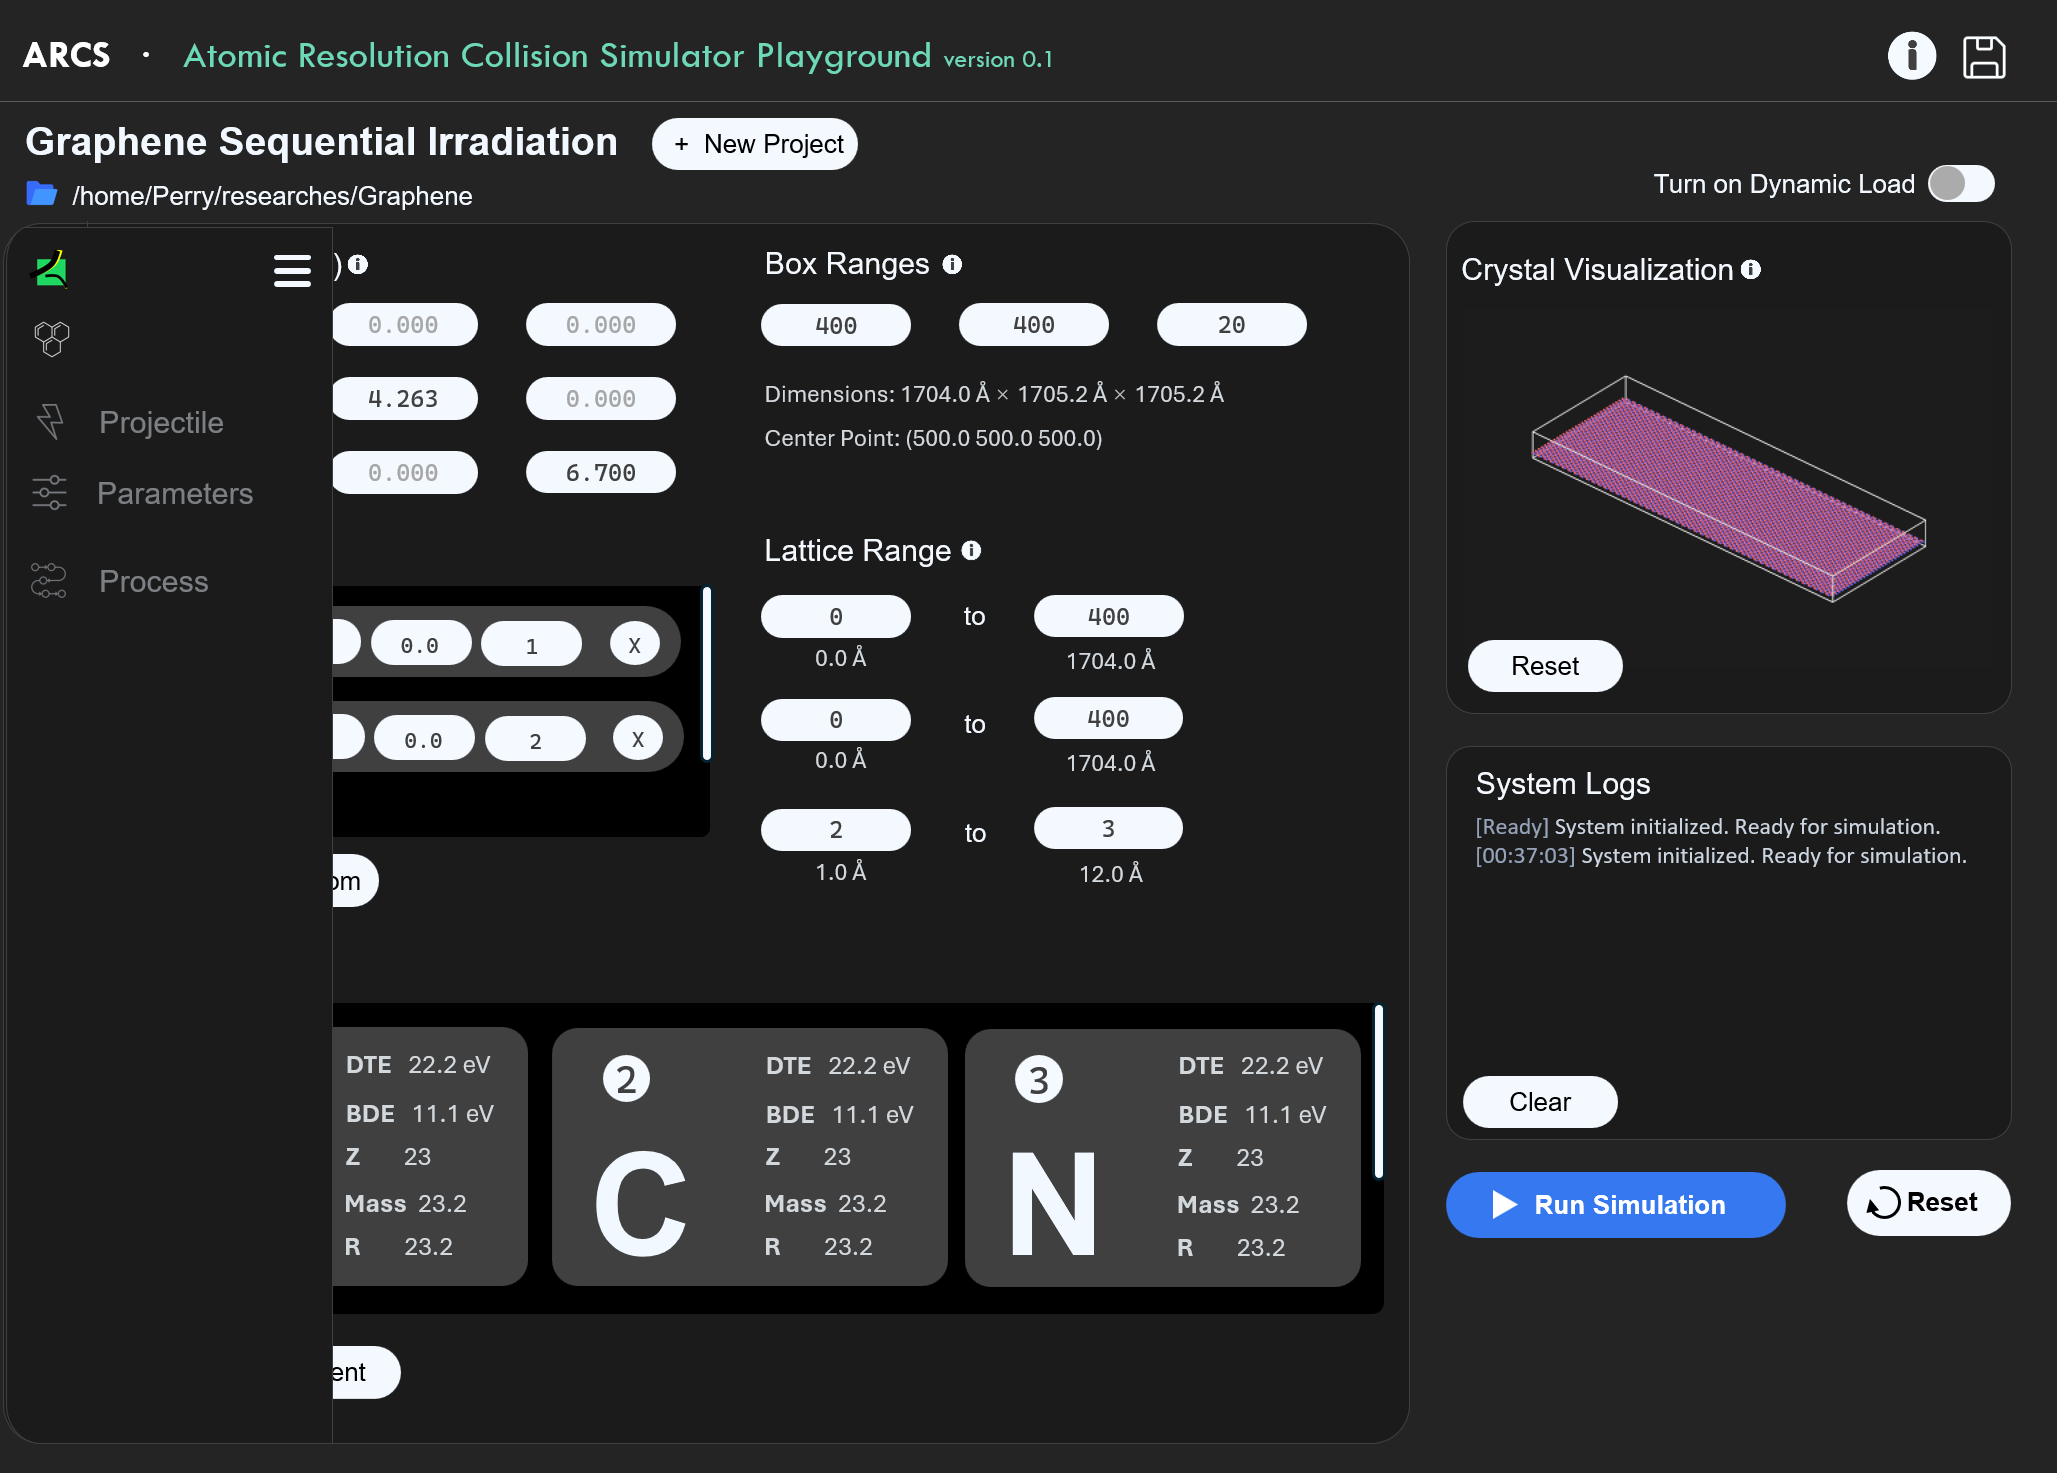 ARCS · Atomic Resolution Collision Simulator Playground version 0.1
Graphene Sequential Irradiation
+ New Project
/home/Perry/researches/Graphene
Turn on Dynamic Load
Projectile
Parameters
Process
)
0.000 0.000
4.263 0.000
0.000 6.700
0.0 1 X
0.0 2 X
om
Box Ranges
400 400 20
Dimensions: 1704.0 Å × 1705.2 Å × 1705.2 Å
Center Point: (500.0 500.0 500.0)
Lattice Range
0 to 400
0.0 Å 1704.0 Å
0 to 400
0.0 Å 1704.0 Å
2 to 3
1.0 Å 12.0 Å
DTE 22.2 eV
BDE 11.1 eV
Z 23
Mass 23.2
R 23.2
2
C
DTE 22.2 eV
BDE 11.1 eV
Z 23
Mass 23.2
R 23.2
3
N
DTE 22.2 eV
BDE 11.1 eV
Z 23
Mass 23.2
R 23.2
ent
Crystal Visualization
Reset
System Logs
[Ready] System initialized. Ready for simulation.
[00:37:03] System initialized. Ready for simulation.
Clear
Run Simulation
Reset